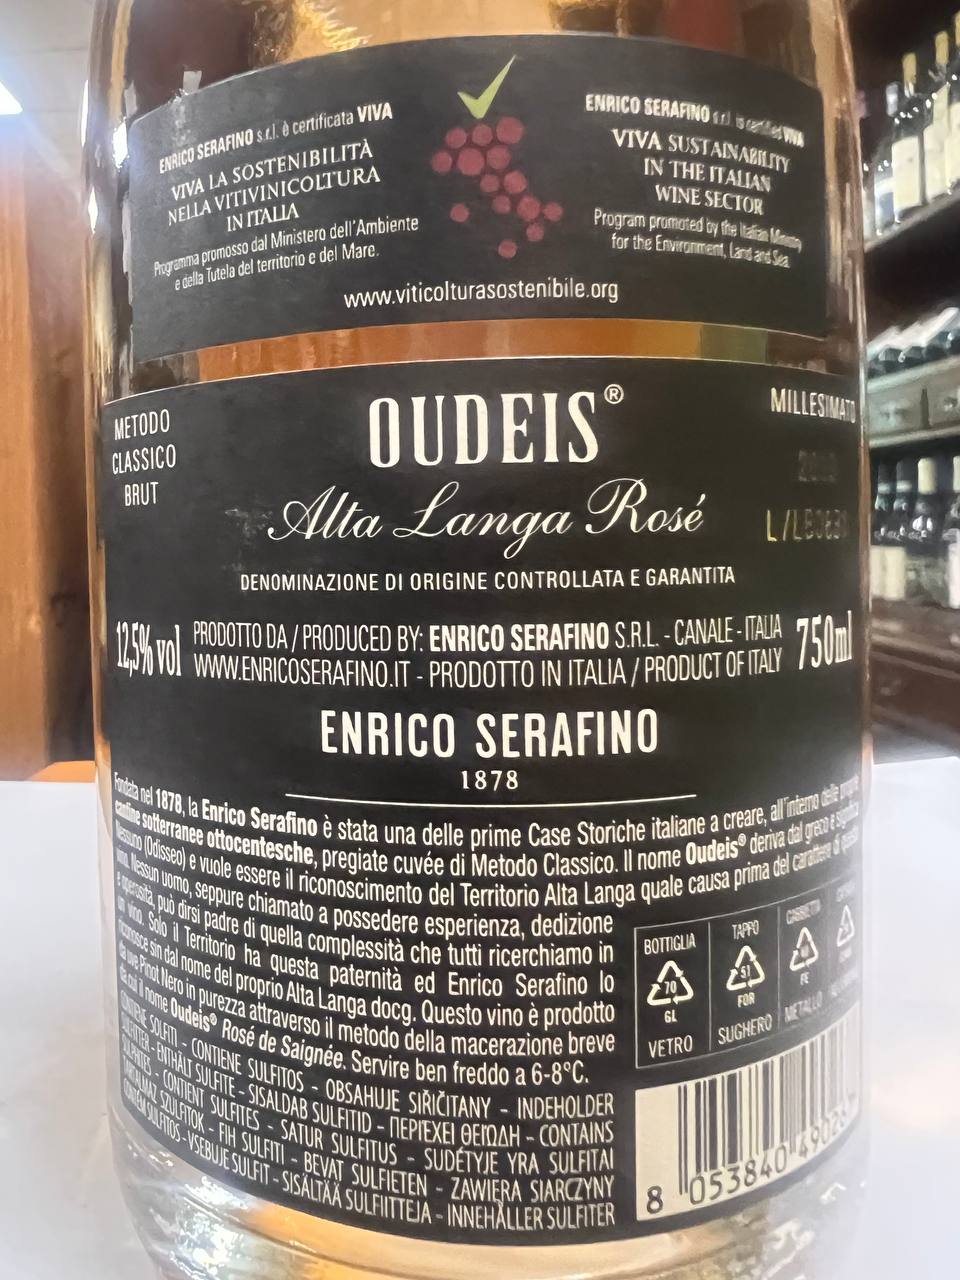 ENRICO SERAFINO s.r.l. è certificata VIVA
VIVA LA SOSTENIBILITÀ
NELLA VITIVINICOLTURA
IN ITALIA
Programma promosso dal Ministero dell'Ambiente
e della Tutela del territorio e del Mare.
ENRICO SERAFINO s.r.l. is certified VIVA
VIVA SUSTAINABILITY
IN THE ITALIAN
WINE SECTOR
Program promoted by the Italian Ministry
for the Environment, Land and Sea.
www.viticolturasostenibile.org
METODO
CLASSICO
BRUT
OUDEIS®
MILLESIMATO
Alta Langa Rosé
DENOMINAZIONE DI ORIGINE CONTROLLATA E GARANTITA
12,5% vol
PRODOTTO DA / PRODUCED BY: ENRICO SERAFINO S.R.L. - CANALE - ITALIA
WWW.ENRICOSERAFINO.IT - PRODOTTO IN ITALIA / PRODUCT OF ITALY
750ml
ENRICO SERAFINO
1878
Fondata nel 1878, la Enrico Serafino è stata una delle prime Case Storiche italiane a creare, all'interno delle proprie
cantine sotterranee ottocentesche, pregiate cuvée di Metodo Classico. Il nome Oudeis® deriva dal greco e significa
Nessuno (Odisseo) e vuole essere il riconoscimento del Territorio Alta Langa quale causa prima del carattere di questo
vino. Nessun uomo, seppure chiamato a possedere esperienza, dedizione
e operosità, può dirsi padre di quella complessità che tutti ricerchiamo in
un vino. Solo il Territorio ha questa paternità ed Enrico Serafino lo
riconosce sin dal nome del proprio Alta Langa docg. Questo vino è prodotto
da uve Pinot Nero in purezza attraverso il metodo della macerazione breve
da cui il nome Oudeis® Rosé de Saignée. Servire ben freddo a 6-8°C.
CONTIENE SOLFITI - CONTIENE SULFITOS - OBSAHUJE SIŘIČITANY - INDEHOLDER
SULFITTER - ENTHÄLT SULFITE - SISALDAB SULFITID - ΠΕΡΙΕΧΕΙ ΘΕΙΩΔΗ - CONTAINS
SULPHITES - CONTIENT SULFITES - SATUR SULFITUS - SUDĖTYJE YRA SULFITAI
TARTALMAZ SZULFITOK - FIH SULFITI - BEVAT SULFIETEN - ZAWIERA SIARCZYNY
CONTÉM SULFITOS - VSEBUJE SULFIT - SISÄLTÄÄ SULFIITTEJA - INNEHÅLLER SULFITER
BOTTIGLIA
70
GL
VETRO
TAPPO
51
FOR
SUGHERO
GABBIETTA
FE
METALLO
8 053840